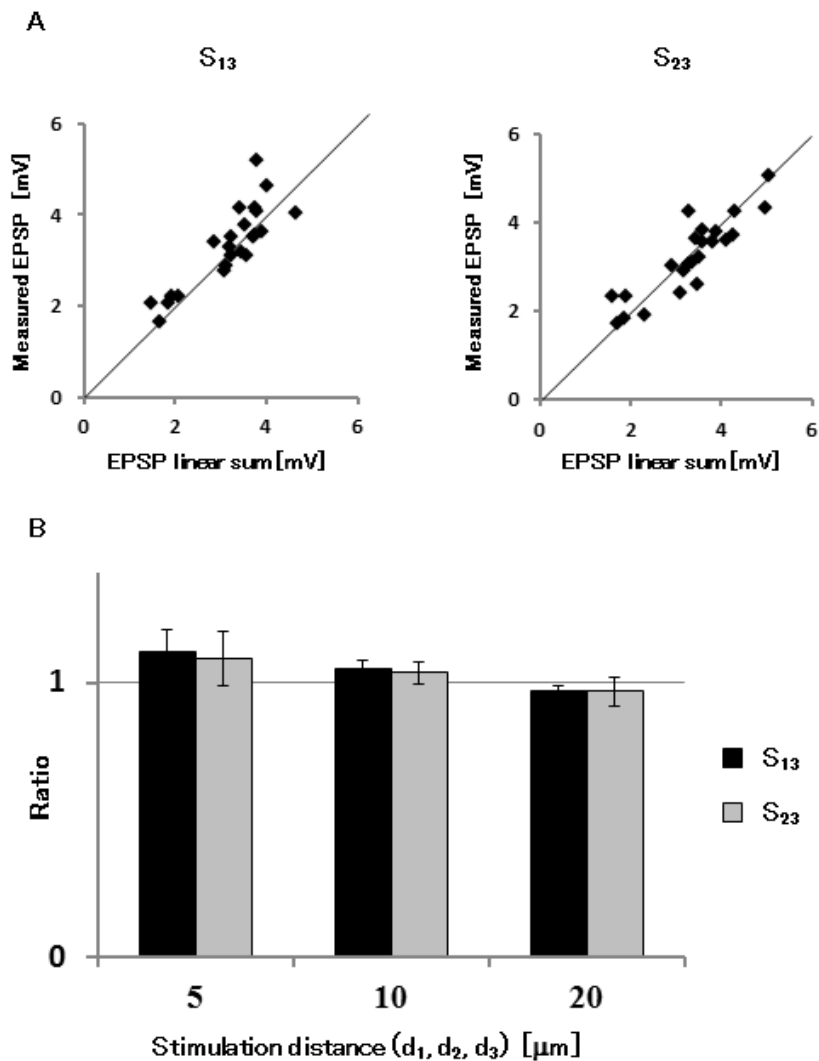 A
S₁₃
S₂₃
6
4
2
0
0 2 4 6
Measured EPSP [mV]
EPSP linear sum [mV]
6
4
2
0
0 2 4 6
Measured EPSP [mV]
EPSP linear sum [mV]
B
1
0
Ratio
5 10 20
Stimulation distance (d₁, d₂, d₃) [μm]
S₁₃
S₂₃